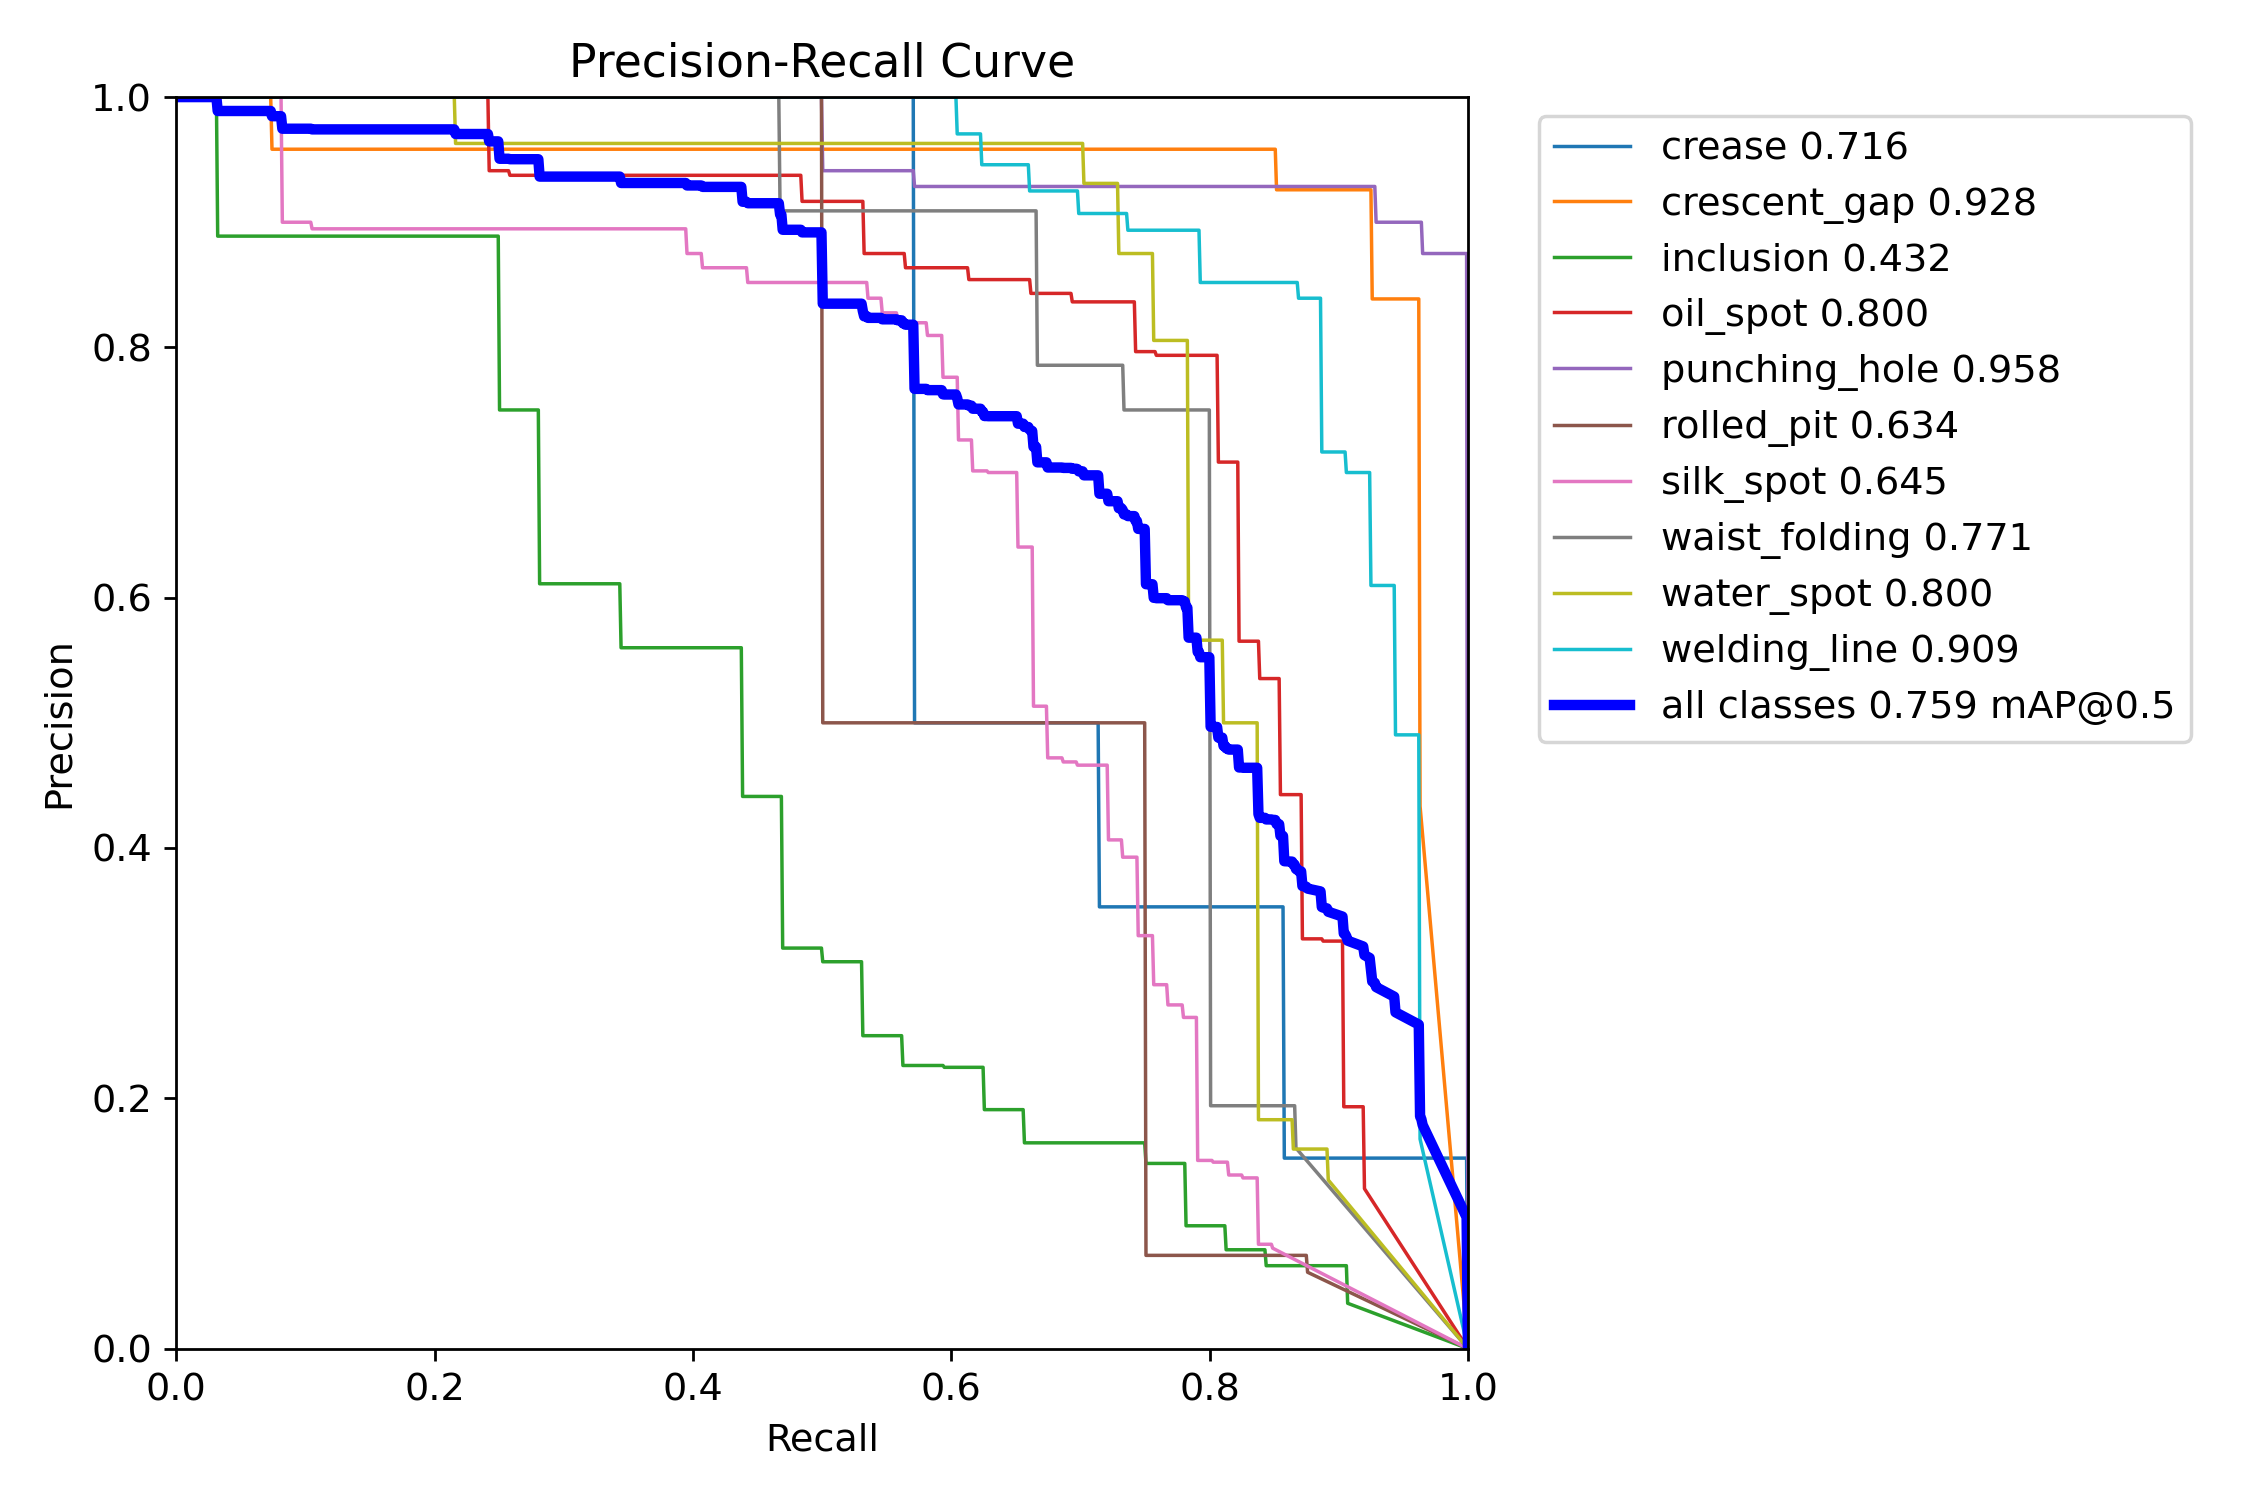 Precision-Recall Curve
1.0
0.8
0.6
0.4
0.2
0.0
Precision
0.0 0.2 0.4 0.6 0.8 1.0
Recall
crease 0.716
crescent_gap 0.928
inclusion 0.432
oil_spot 0.800
punching_hole 0.958
rolled_pit 0.634
silk_spot 0.645
waist_folding 0.771
water_spot 0.800
welding_line 0.909
all classes 0.759 mAP@0.5